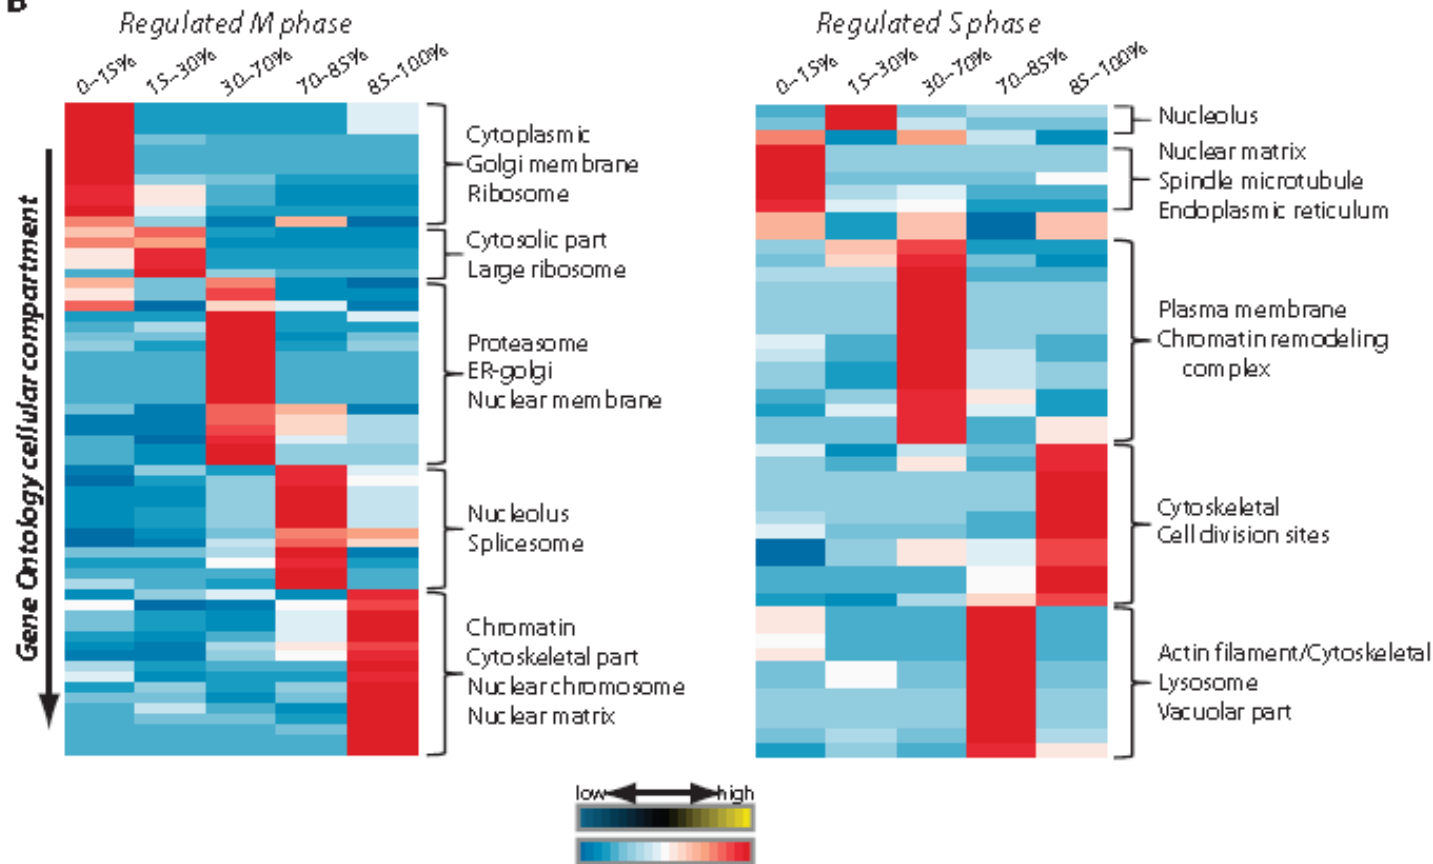 B
Regulated M phase
0–15%
15–30%
30–70%
70–85%
85–100%
Gene Ontology cellular compartment
Cytoplasmic
Golgi membrane
Ribosome
Cytosolic part
Large ribosome
Proteasome
ER-golgi
Nuclear membrane
Nucleolus
Splicesome
Chromatin
Cytoskeletal part
Nuclear chromosome
Nuclear matrix
Regulated S phase
0–15%
15–30%
30–70%
70–85%
85–100%
Nucleolus
Nuclear matrix
Spindle microtubule
Endoplasmic reticulum
Plasma membrane
Chromatin remodeling
complex
Cytoskeletal
Cell division sites
Actin filament/Cytoskeletal
Lysosome
Vacuolar part
low high